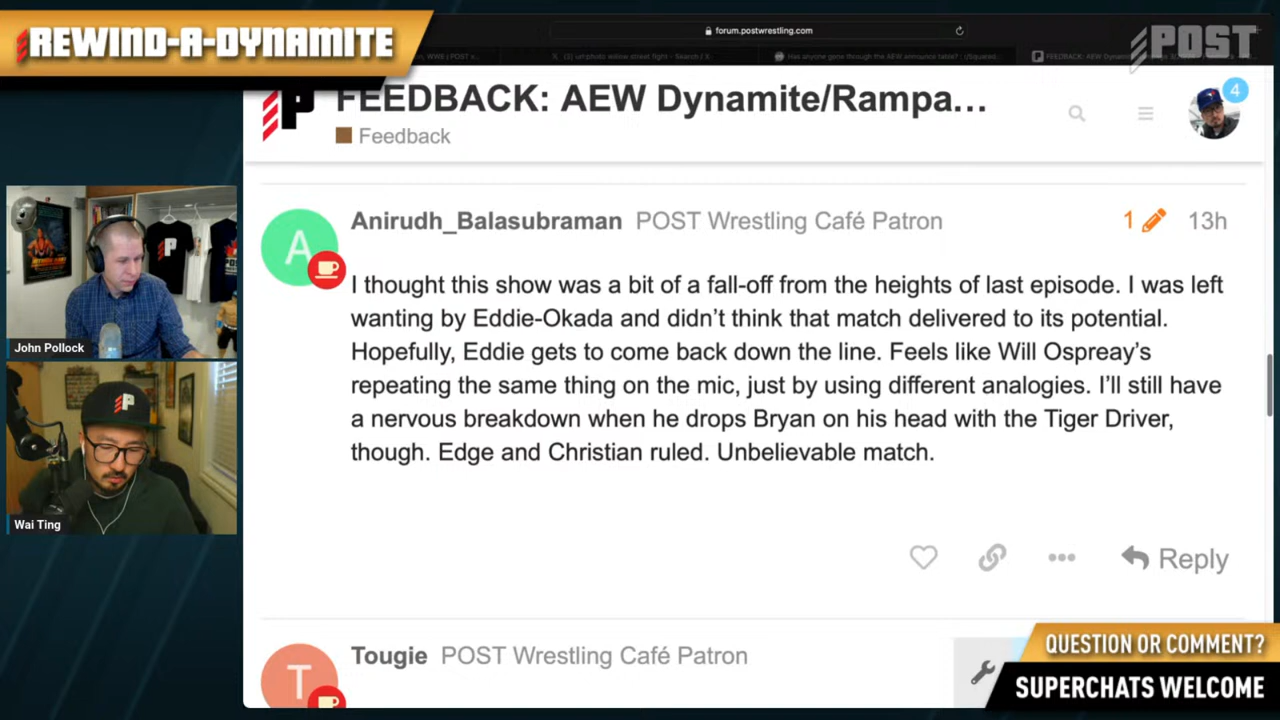 REWIND-A-DYNAMITE
forum.postwrestling.com
POST
FEEDBACK: AEW Dynamite/Rampa…
Feedback
4
P
Anirudh_Balasubraman POST Wrestling Café Patron
1
13h
A
I thought this show was a bit of a fall-off from the heights of last episode. I was left
wanting by Eddie-Okada and didn't think that match delivered to its potential.
Hopefully, Eddie gets to come back down the line. Feels like Will Ospreay's
repeating the same thing on the mic, just by using different analogies. I'll still have
a nervous breakdown when he drops Bryan on his head with the Tiger Driver,
though. Edge and Christian ruled. Unbelievable match.
John Pollock
Wai Ting
Reply
T
Tougie POST Wrestling Café Patron
QUESTION OR COMMENT?
SUPERCHATS WELCOME